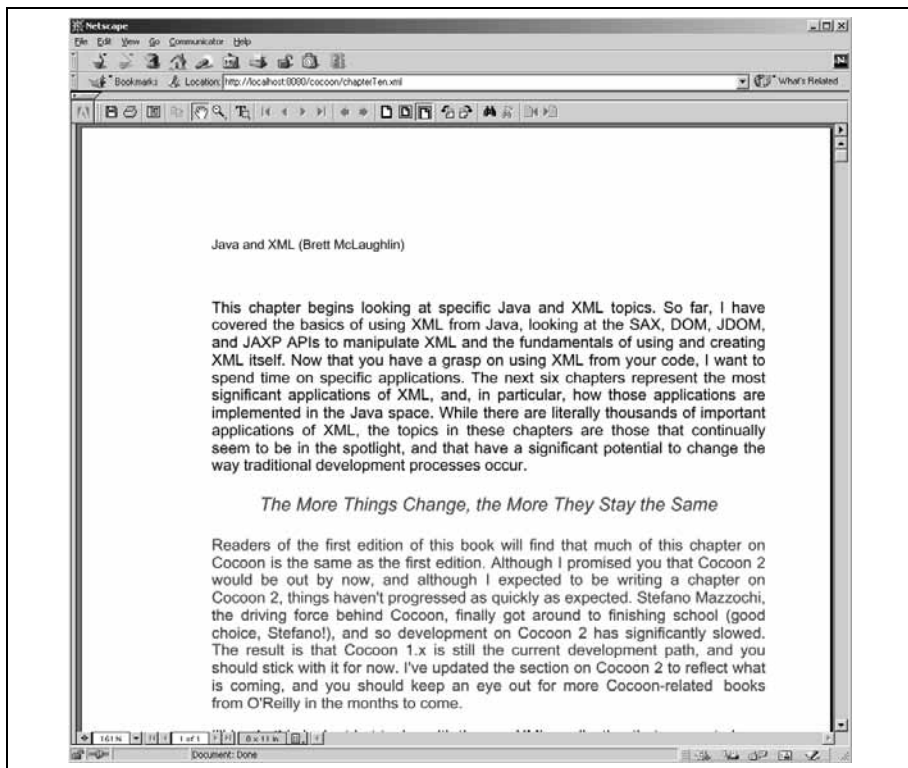 Netscape
File Edit View Go Communicator Help
Bookmarks Location: http://localhost:8080/cocoon/chapterTen.xml What's Related
Java and XML (Brett McLaughlin)
This chapter begins looking at specific Java and XML topics. So far, I have
covered the basics of using XML from Java, looking at the SAX, DOM, JDOM,
and JAXP APIs to manipulate XML and the fundamentals of using and creating
XML itself. Now that you have a grasp on using XML from your code, I want to
spend time on specific applications. The next six chapters represent the most
significant applications of XML, and, in particular, how those applications are
implemented in the Java space. While there are literally thousands of important
applications of XML, the topics in these chapters are those that continually
seem to be in the spotlight, and that have a significant potential to change the
way traditional development processes occur.
The More Things Change, the More They Stay the Same
Readers of the first edition of this book will find that much of this chapter on
Cocoon is the same as the first edition. Although I promised you that Cocoon 2
would be out by now, and although I expected to be writing a chapter on
Cocoon 2, things haven't progressed as quickly as expected. Stefano Mazzochi,
the driving force behind Cocoon, finally got around to finishing school (good
choice, Stefano!), and so development on Cocoon 2 has significantly slowed.
The result is that Cocoon 1.x is still the current development path, and you
should stick with it for now. I've updated the section on Cocoon 2 to reflect what
is coming, and you should keep an eye out for more Cocoon-related books
from O'Reilly in the months to come.
161% 1 of 1 8 x 11 in
Document: Done